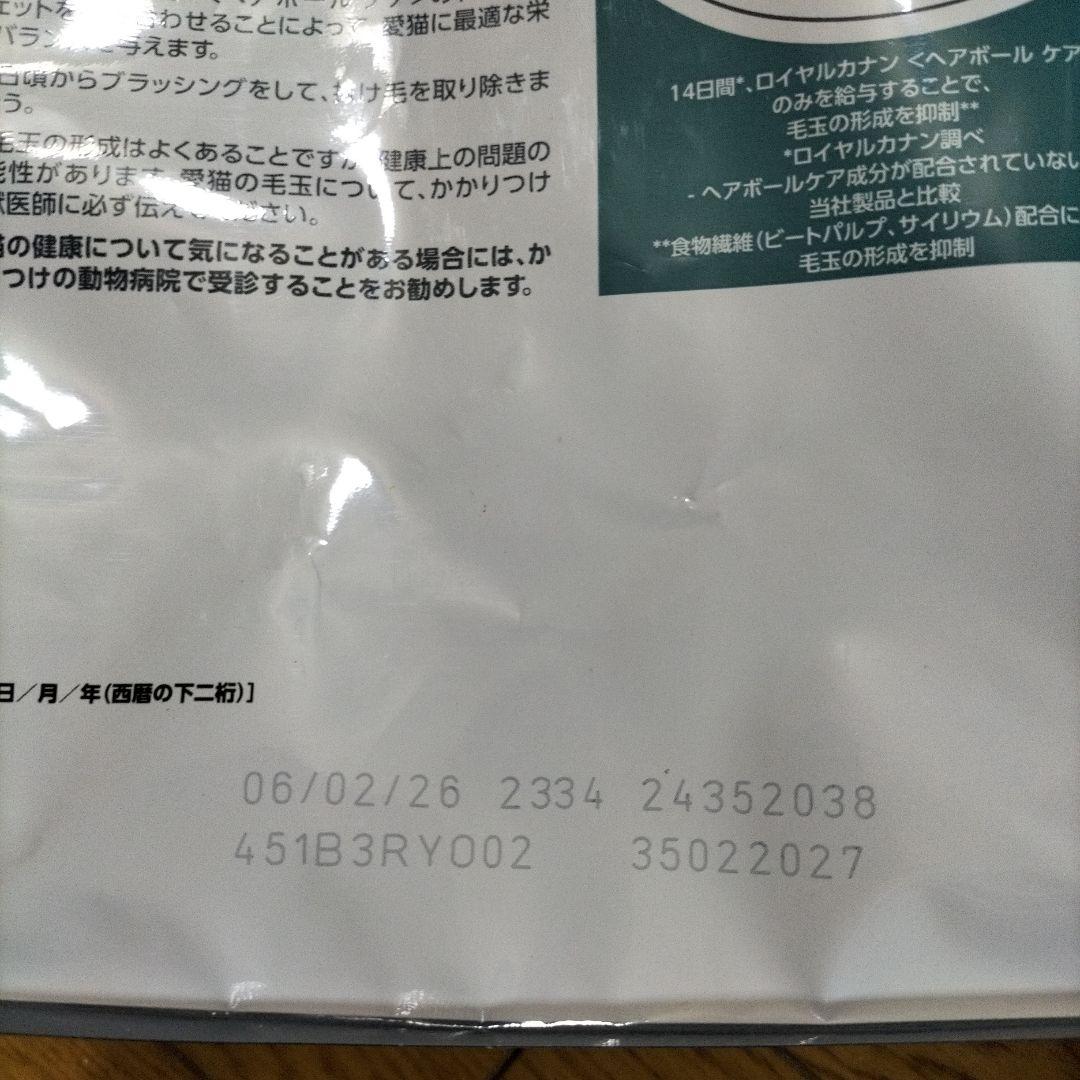 ェットを わせることによって、愛猫に最適な栄
バラン を与えます。
日頃からブラッシングをして、抜け毛を取り除きま
う。
毛玉の形成はよくあることですが、健康上の問題の
能性があります。愛猫の毛玉について、かかりつけ
獣医師に必ず伝え ください。
猫の健康について気になることがある場合には、か
つけの動物病院で受診することをお勧めします。
14日間*、ロイヤルカナン <ヘアボール ケア
のみを給与することで、
毛玉の形成を抑制**
*ロイヤルカナン調べ
- ヘアボールケア成分が配合されていない
当社製品と比較
**食物繊維(ビートパルプ、サイリウム)配合に
毛玉の形成を抑制
日/月/年(西暦の下二桁)]
06/02/26 2334 24352038
451B3RY002 35022027